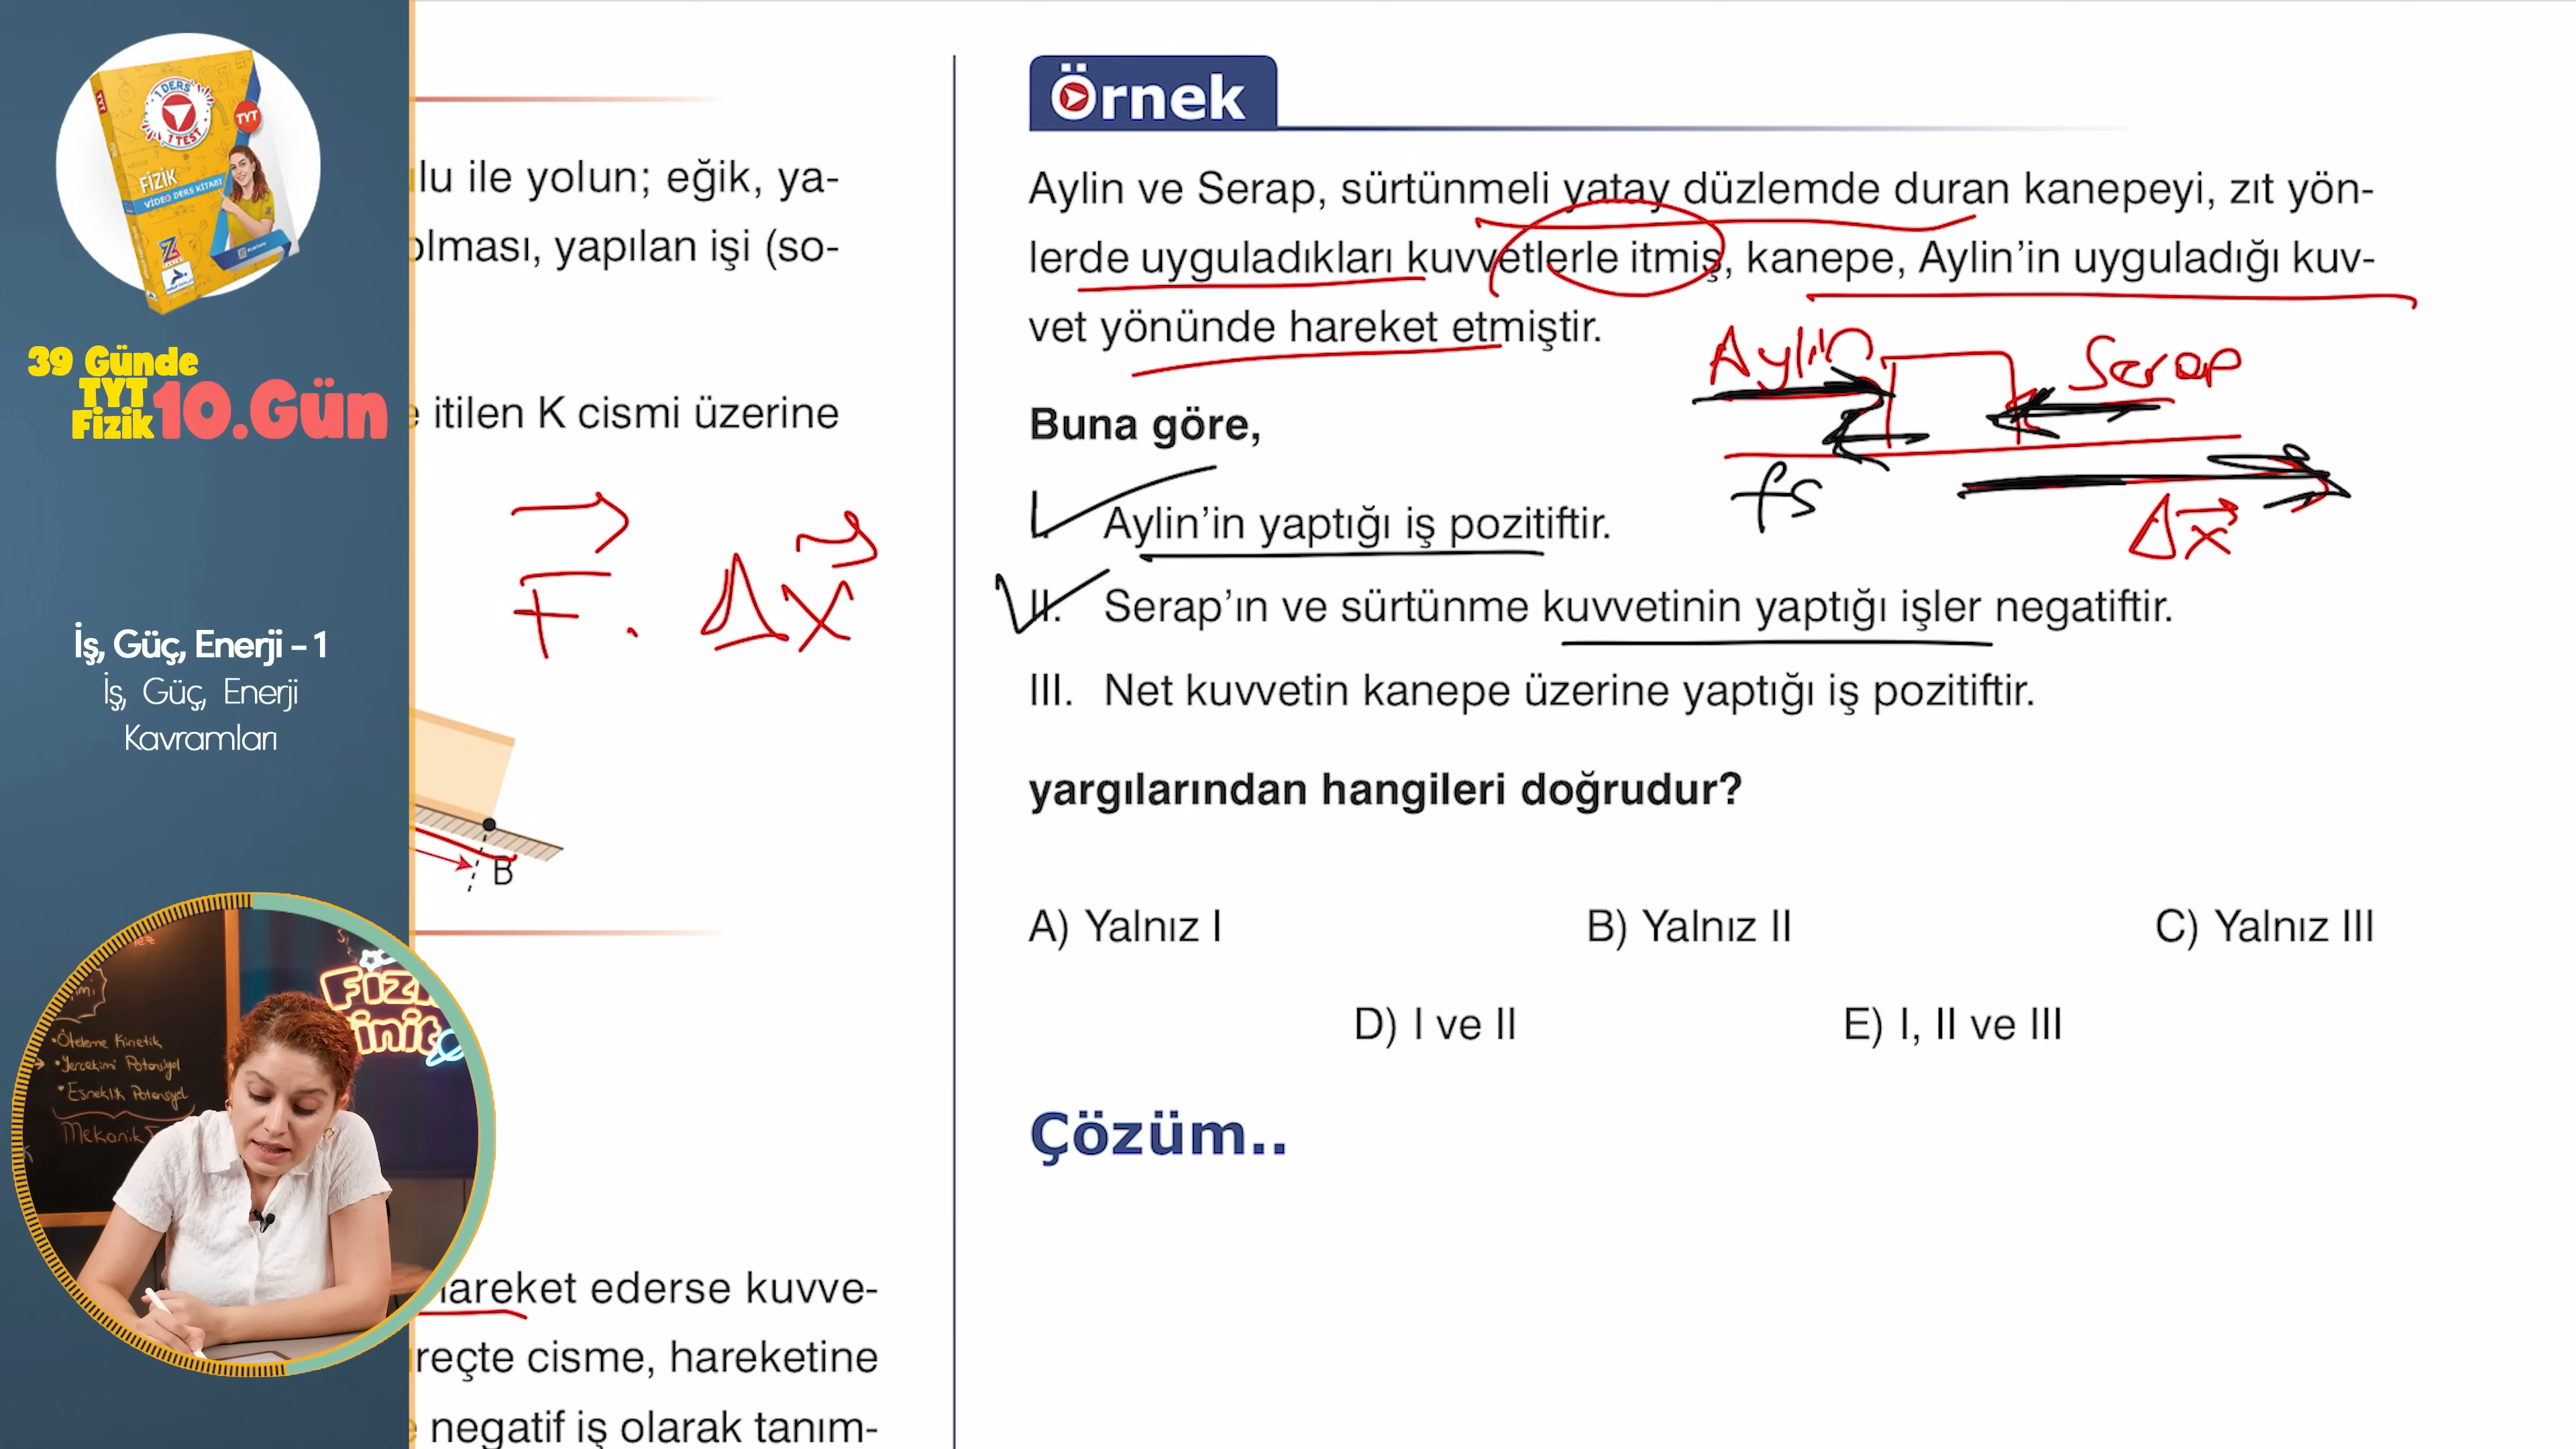 1 DERS
1 TEST
TYT
TYT
FİZİK
VİDEO DERS KİTABI
39 Günde
TYT
Fizik
10.Gün
İş, Güç, Enerji - 1
İş, Güç, Enerji
Kavramları
Öteleme Kinetik
Yerçekimi Potansiyel
Esneklik Potansiyel
Mekanik
lu ile yolun; eğik, ya-
olması, yapılan işi (so-
e itilen K cismi üzerine
F . Δx
B
hareket ederse kuvve-
reçte cisme, hareketine
e negatif iş olarak tanım-
Örnek
Aylin ve Serap, sürtünmeli yatay düzlemde duran kanepeyi, zıt yön-
lerde uyguladıkları kuvvetlerle itmiş, kanepe, Aylin’in uyguladığı kuv-
vet yönünde hareket etmiştir.
Aylin
Serap
fs
Δx
Buna göre,
I. Aylin’in yaptığı iş pozitiftir.
II. Serap’ın ve sürtünme kuvvetinin yaptığı işler negatiftir.
III. Net kuvvetin kanepe üzerine yaptığı iş pozitiftir.
yargılarından hangileri doğrudur?
A) Yalnız I
B) Yalnız II
C) Yalnız III
D) I ve II
E) I, II ve III
Çözüm..